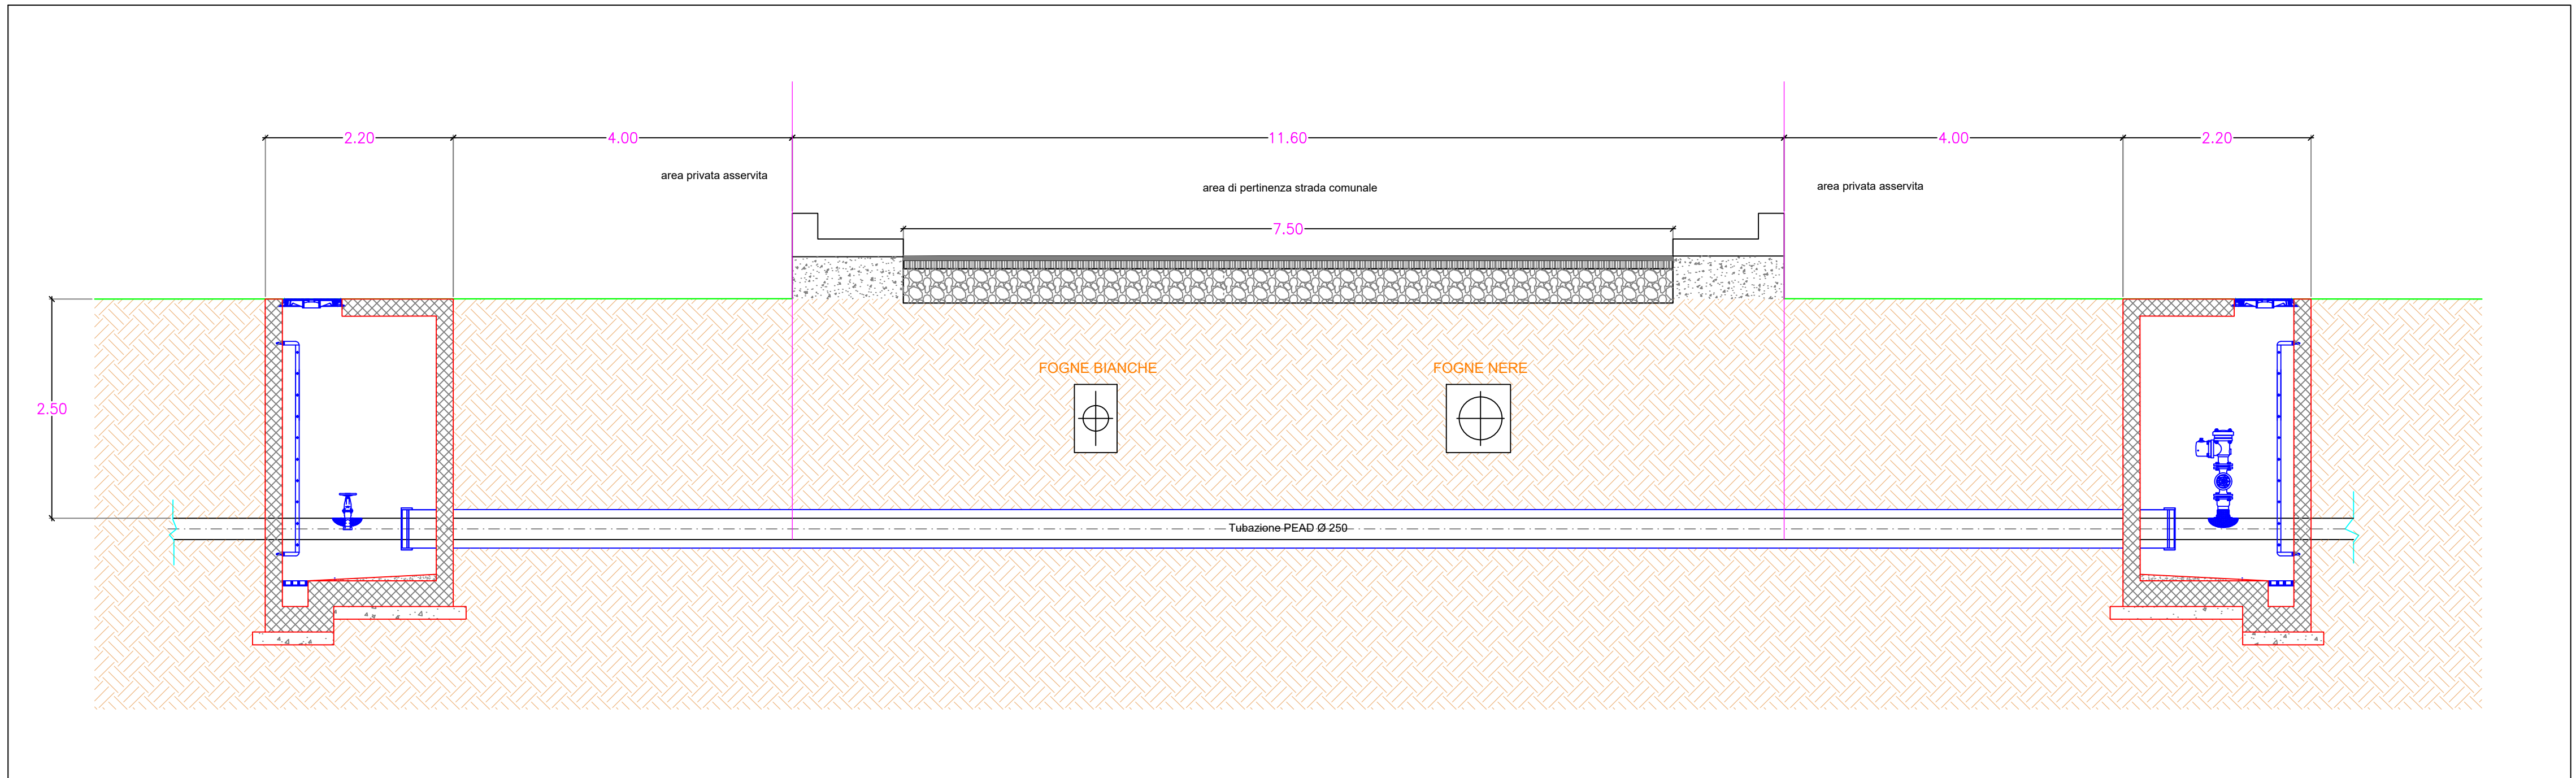 2.20
4.00
11.60
4.00
2.20
area privata asservita
area di pertinenza strada comunale
area privata asservita
7.50
FOGNE BIANCHE
FOGNE NERE
2.50
Tubazione PEAD Ø 250